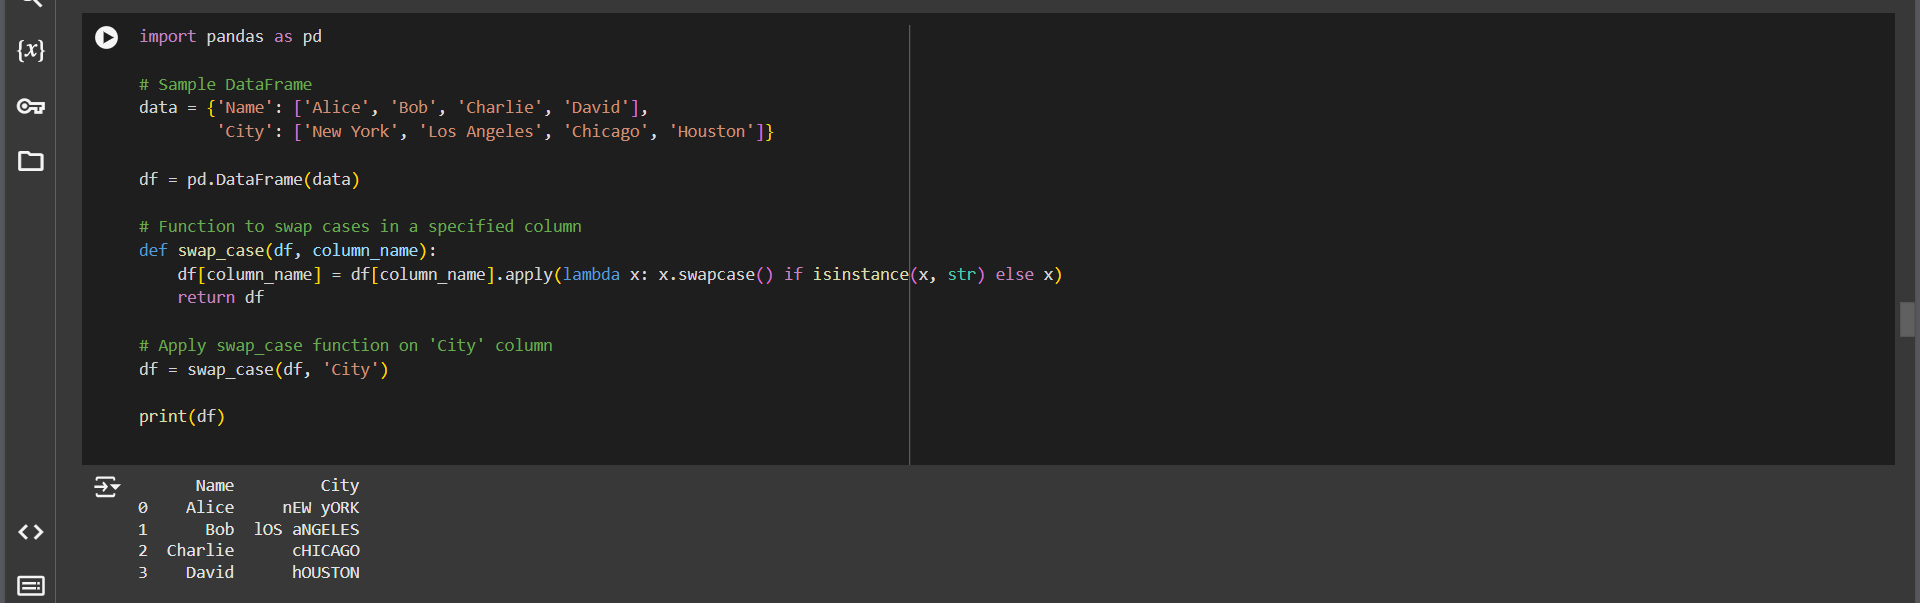 {x}
import pandas as pd
# Sample DataFrame
data = {'Name': ['Alice', 'Bob', 'Charlie', 'David'],
        'City': ['New York', 'Los Angeles', 'Chicago', 'Houston']}
df = pd.DataFrame(data)
# Function to swap cases in a specified column
def swap_case(df, column_name):
    df[column_name] = df[column_name].apply(lambda x: x.swapcase() if isinstance(x, str) else x)
    return df
# Apply swap_case function on 'City' column
df = swap_case(df, 'City')
print(df)
      Name         City
0    Alice     nEW yORK
1      Bob  lOS aNGELES
2  Charlie      cHICAGO
3    David      hOUSTON